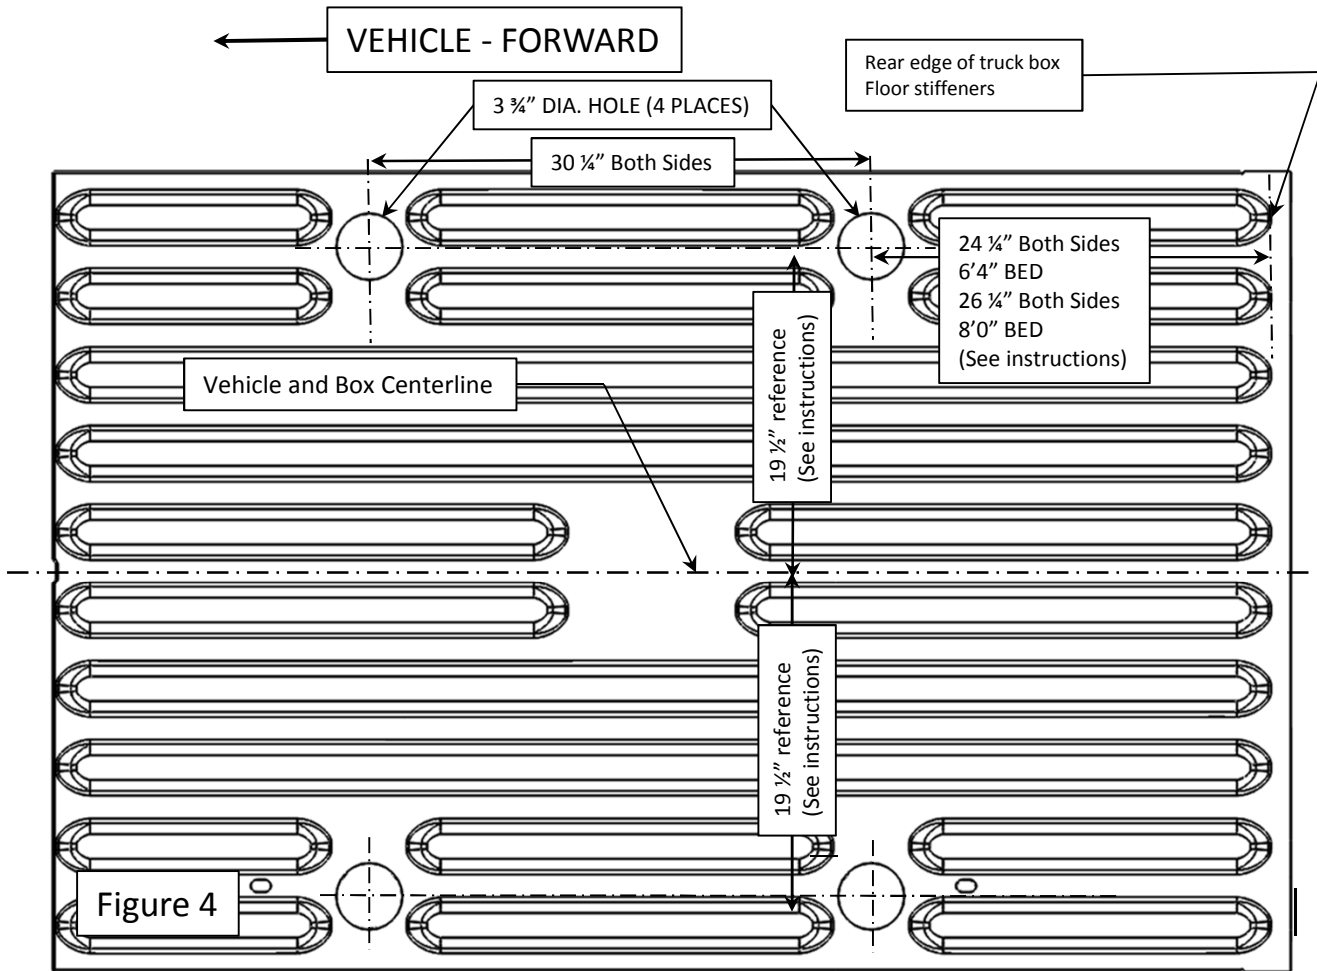 VEHICLE - FORWARD
Rear edge of truck box
Floor stiffeners
3 ¾” DIA. HOLE (4 PLACES)
30 ¼” Both Sides
24 ¼” Both Sides
6’4” BED
26 ¼” Both Sides
8’0” BED
(See instructions)
Vehicle and Box Centerline
19 ½” reference
(See instructions)
19 ½” reference
(See instructions)
Figure 4